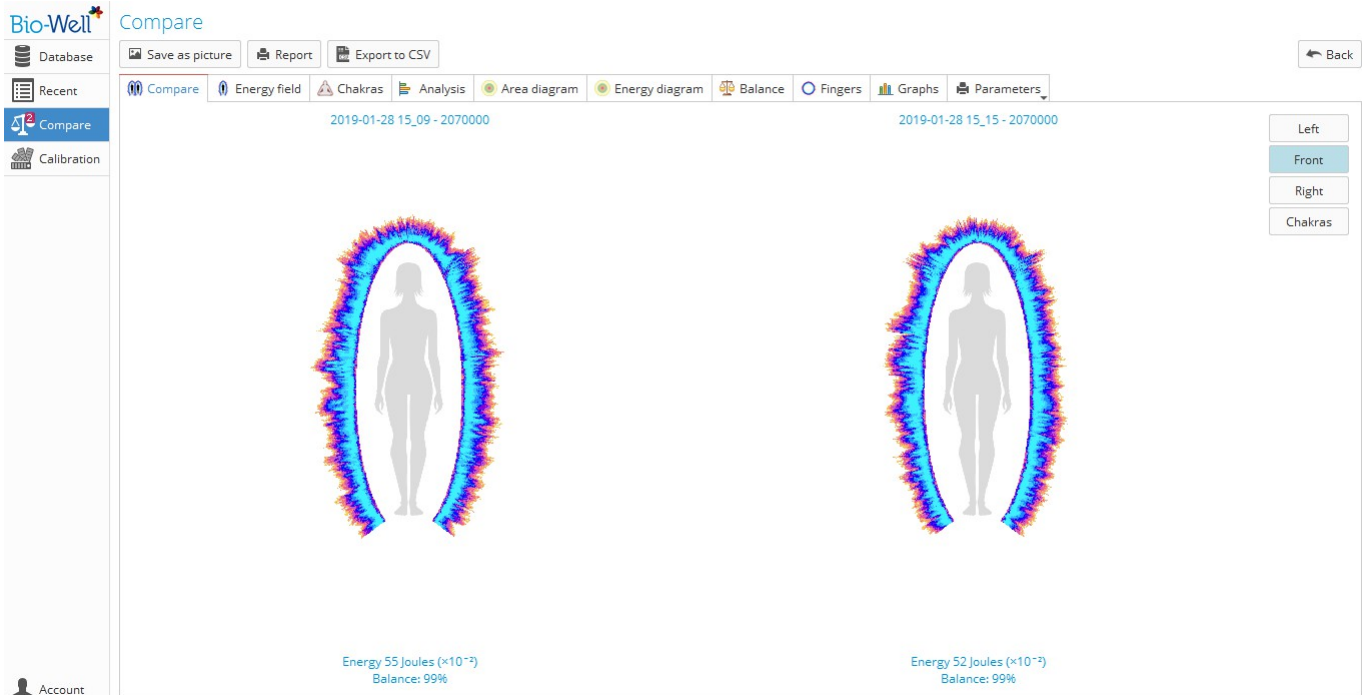 Bio-Well
Compare
Database
Recent
2
Compare
Calibration
Account
Save as picture
Report
Export to CSV
Back
Compare
Energy field
Chakras
Analysis
Area diagram
Energy diagram
Balance
Fingers
Graphs
Parameters
2019-01-28 15_09 - 2070000
2019-01-28 15_15 - 2070000
Left
Front
Right
Chakras
Energy 55 Joules (×10⁻²)
Balance: 99%
Energy 52 Joules (×10⁻²)
Balance: 99%